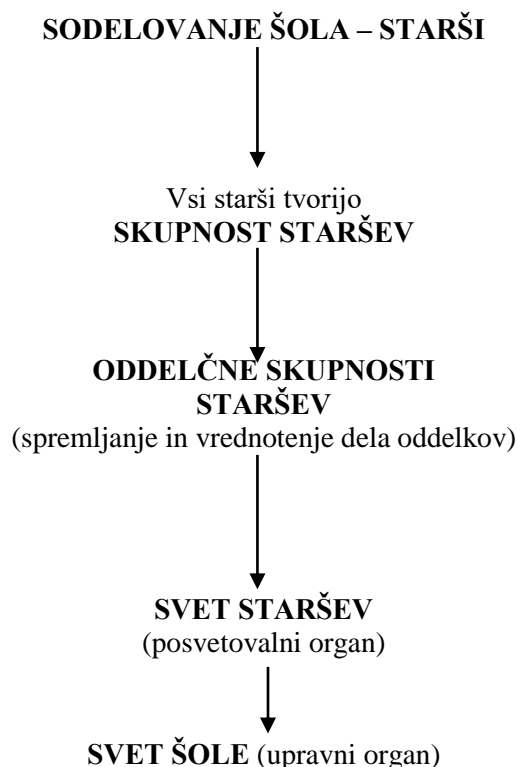 SODELOVANJE ŠOLA – STARŠI
Vsi starši tvorijo
SKUPNOST STARŠEV
ODDELČNE SKUPNOSTI
STARŠEV
(spremljanje in vrednotenje dela oddelkov)
SVET STARŠEV
(posvetovalni organ)
SVET ŠOLE (upravni organ)